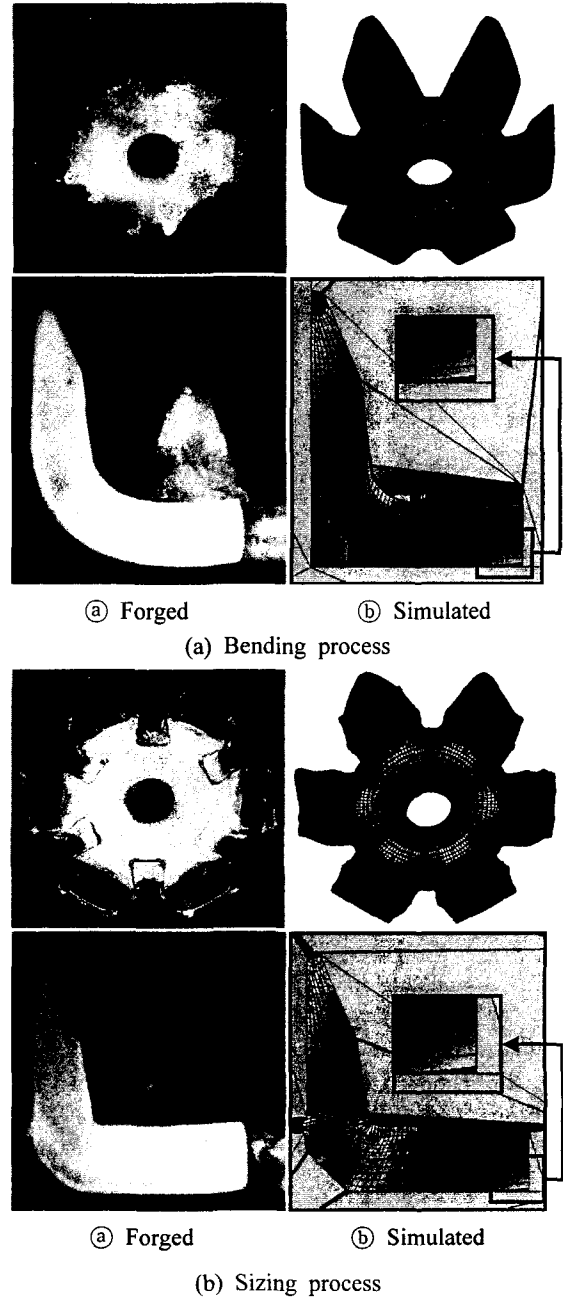 ⓐ Forged ⓑ Simulated
(a) Bending process
ⓐ Forged ⓑ Simulated
(b) Sizing process